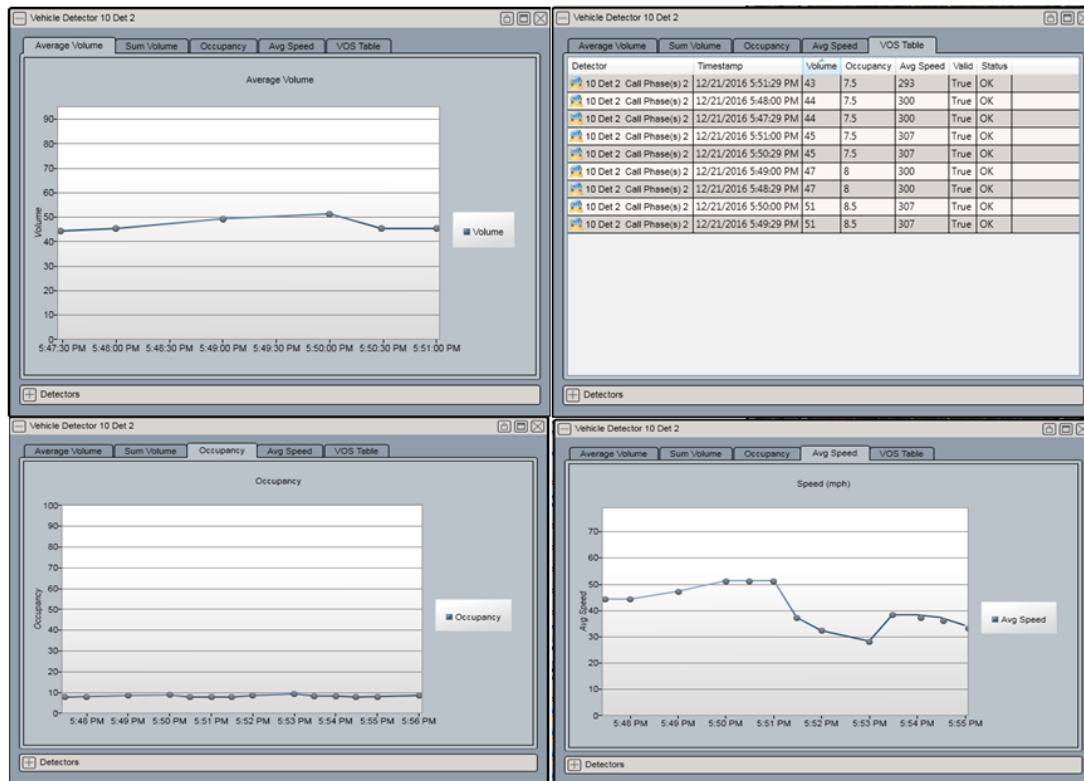 Vehicle Detector 10 Det 2
Average Volume Sum Volume Occupancy Avg Speed VOS Table
Average Volume
90
80
70
60
50
40
30
20
10
0
Volume
5:47:30 PM 5:48:00 PM 5:48:30 PM 5:49:00 PM 5:49:30 PM 5:50:00 PM 5:50:30 PM 5:51:00 PM
Volume
Detectors
Vehicle Detector 10 Det 2
Average Volume Sum Volume Occupancy Avg Speed VOS Table
Detector Timestamp Volume Occupancy Avg Speed Valid Status
10 Det 2 Call Phase(s) 2 12/21/2016 5:51:29 PM 43 7.5 293 True OK
10 Det 2 Call Phase(s) 2 12/21/2016 5:48:00 PM 44 7.5 300 True OK
10 Det 2 Call Phase(s) 2 12/21/2016 5:47:29 PM 44 7.5 300 True OK
10 Det 2 Call Phase(s) 2 12/21/2016 5:51:00 PM 45 7.5 307 True OK
10 Det 2 Call Phase(s) 2 12/21/2016 5:50:29 PM 45 7.5 307 True OK
10 Det 2 Call Phase(s) 2 12/21/2016 5:49:00 PM 47 8 300 True OK
10 Det 2 Call Phase(s) 2 12/21/2016 5:48:29 PM 47 8 300 True OK
10 Det 2 Call Phase(s) 2 12/21/2016 5:50:00 PM 51 8.5 307 True OK
10 Det 2 Call Phase(s) 2 12/21/2016 5:49:29 PM 51 8.5 307 True OK
Detectors
Vehicle Detector 10 Det 2
Average Volume Sum Volume Occupancy Avg Speed VOS Table
Occupancy
100
90
80
70
60
50
40
30
20
10
0
Occupancy
5:48 PM 5:49 PM 5:50 PM 5:51 PM 5:52 PM 5:53 PM 5:54 PM 5:55 PM 5:56 PM
Occupancy
Detectors
Vehicle Detector 10 Det 2
Average Volume Sum Volume Occupancy Avg Speed VOS Table
Speed (mph)
70
60
50
40
30
20
10
0
Avg Speed
5:48 PM 5:49 PM 5:50 PM 5:51 PM 5:52 PM 5:53 PM 5:54 PM 5:55 PM
Avg Speed
Detectors